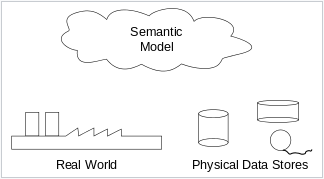 Semantic
Model
Real World
Physical Data Stores